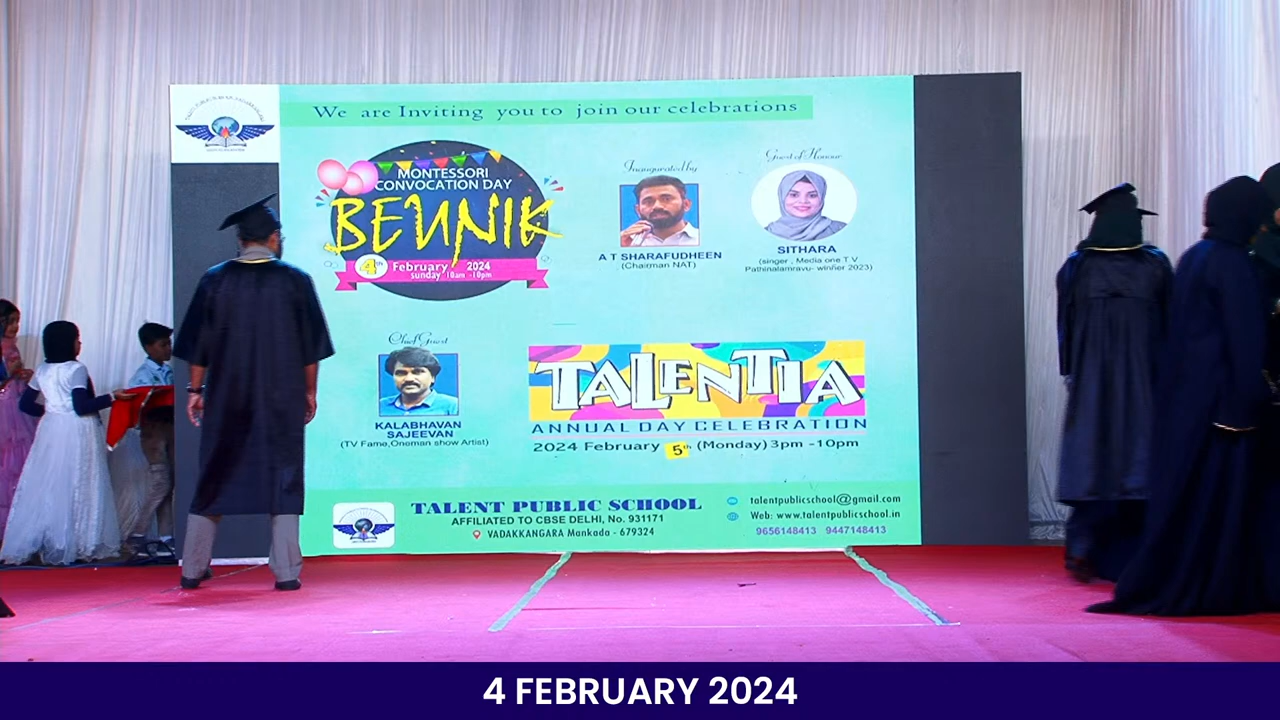 We are Inviting you to join our celebrations
MONTESSORI
CONVOCATION DAY
BEUNIK
4th February 2024
sunday 10am -10pm
Inaugurated by
A T SHARAFUDHEEN
(Chairman NAT)
Guest of Honour
SITHARA
(singer , Media one T V
Pathinalamravu- winner 2023)
Chief Guest
KALABHAVAN
SAJEEVAN
(TV Fame,Oneman show Artist)
TALENTIA
ANNUAL DAY CELEBRATION
2024 February 5th (Monday) 3pm -10pm
TALENT PUBLIC SCHOOL
AFFILIATED TO CBSE DELHI, No. 931171
VADAKKANGARA Mankada - 679324
talentpublicschool@gmail.com
Web: www.talentpublicschool.in
9656148413 9447148413
4 FEBRUARY 2024